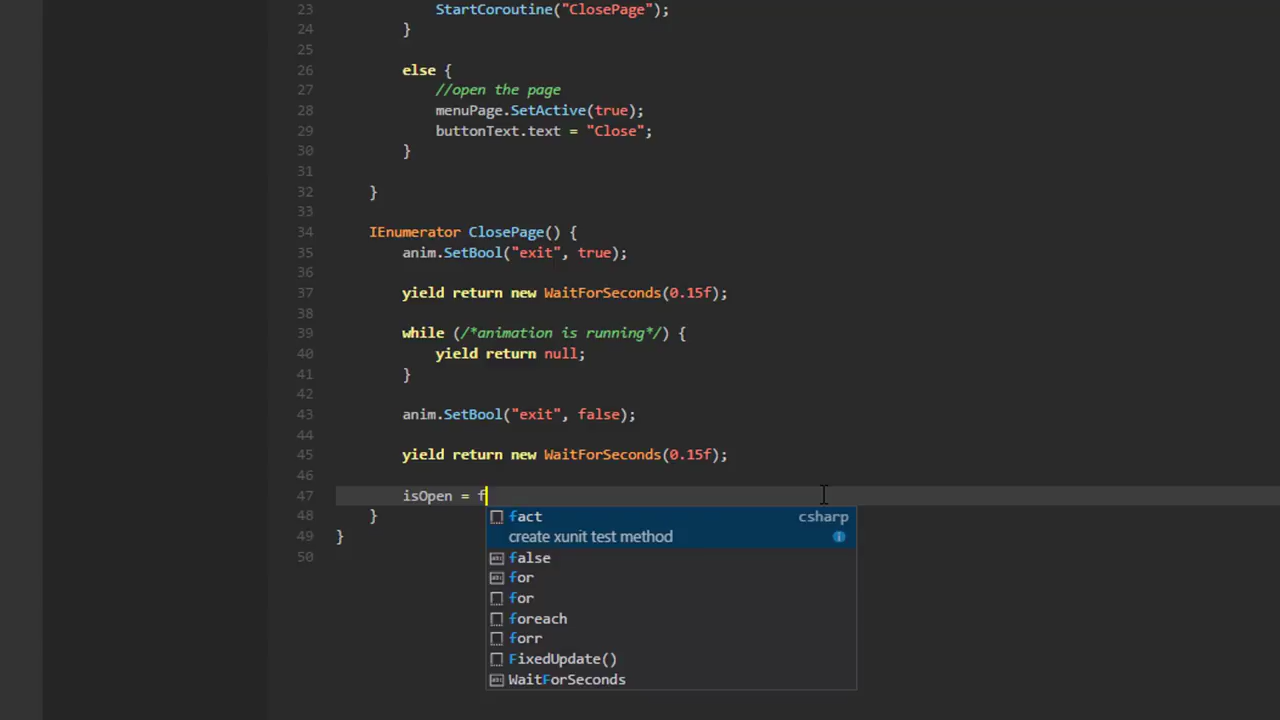 23 StartCoroutine("ClosePage");
24 }
25
26 else {
27 //open the page
28 menuPage.SetActive(true);
29 buttonText.text = "Close";
30 }
31
32 }
33
34 IEnumerator ClosePage() {
35 anim.SetBool("exit", true);
36
37 yield return new WaitForSeconds(0.15f);
38
39 while (/*animation is running*/) {
40 yield return null;
41 }
42
43 anim.SetBool("exit", false);
44
45 yield return new WaitForSeconds(0.15f);
46
47 isOpen = f
48 }
49 }
50
fact csharp
create xunit test method
false
for
for
foreach
forr
FixedUpdate()
WaitForSeconds